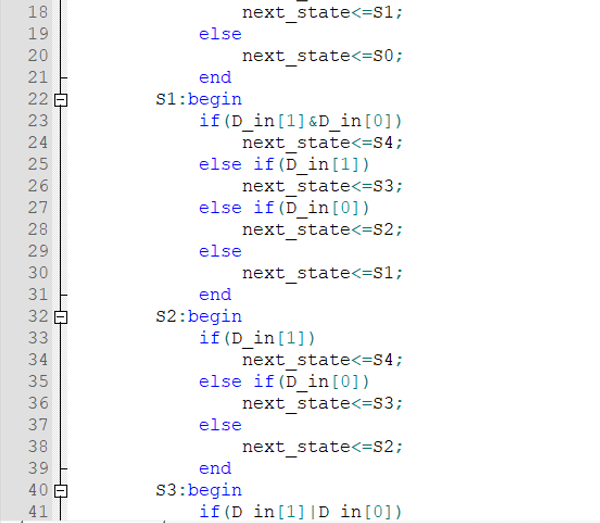 18 next_state<=S1;
19 else
20 next_state<=S0;
21 end
22 S1:begin
23 if(D_in[1]&D_in[0])
24 next_state<=S4;
25 else if(D_in[1])
26 next_state<=S3;
27 else if(D_in[0])
28 next_state<=S2;
29 else
30 next_state<=S1;
31 end
32 S2:begin
33 if(D_in[1])
34 next_state<=S4;
35 else if(D_in[0])
36 next_state<=S3;
37 else
38 next_state<=S2;
39 end
40 S3:begin
41 if(D_in[1]|D_in[0])